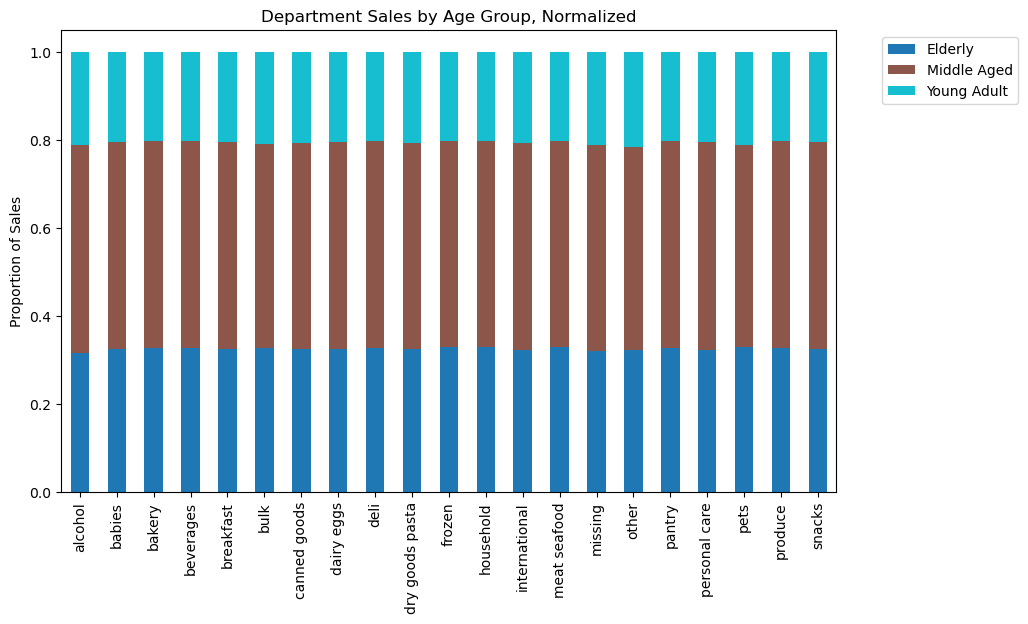 Department Sales by Age Group, Normalized
Elderly
Middle Aged
Young Adult
Proportion of Sales
1.0
0.8
0.6
0.4
0.2
0.0
alcohol
babies
bakery
beverages
breakfast
bulk
canned goods
dairy eggs
deli
dry goods pasta
frozen
household
international
meat seafood
missing
other
pantry
personal care
pets
produce
snacks